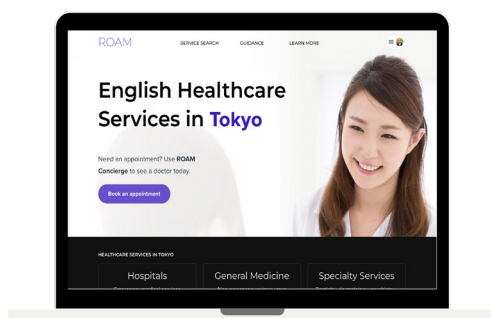 ROAM
SERVICE SEARCH GUIDANCE LEARN MORE
English Healthcare
Services in Tokyo
Need an appointment? Use ROAM
Concierge to see a doctor today.
Book an appointment
HEALTHCARE SERVICES IN TOKYO
Hospitals General Medicine Specialty Services